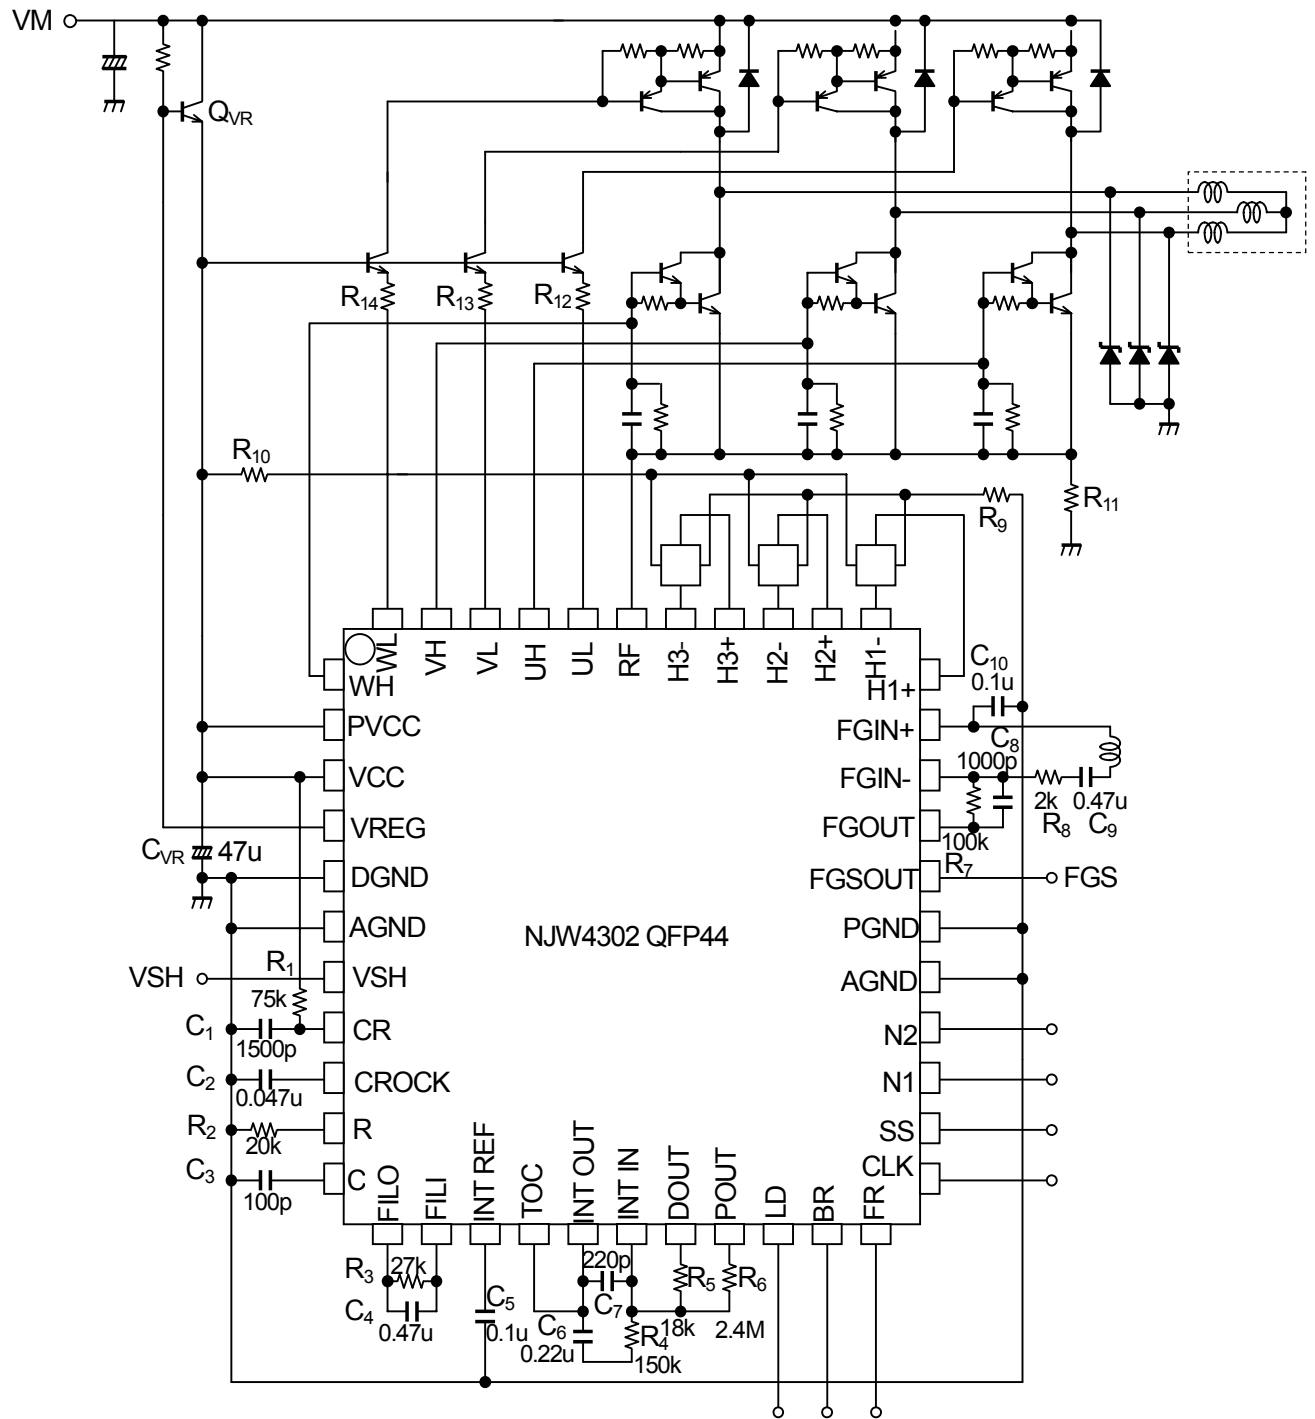 VM
Q_VR
R14
R13
R12
R10
R9
R11
WL
VH
VL
UH
UL
RF
H3-
H3+
H2-
H2+
H1-
WH
H1+
C10
0.1u
PVCC
FGIN+
C8
1000p
VCC
FGIN-
2k
0.47u
R8
C9
VREG
FGOUT
100k
R7
C_VR
47u
DGND
FGSOUT
FGS
AGND
NJW4302 QFP44
PGND
VSH
R1
VSH
AGND
75k
C1
1500p
CR
N2
C2
0.047u
CROCK
N1
R2
20k
R
SS
C3
100p
C
CLK
FILO
FILI
INT REF
TOC
INT OUT
INT IN
DOUT
POUT
LD
BR
FR
R3
27k
C4
0.47u
C5
0.1u
220p
C7
C6
0.22u
R4
150k
R5
18k
R6
2.4M